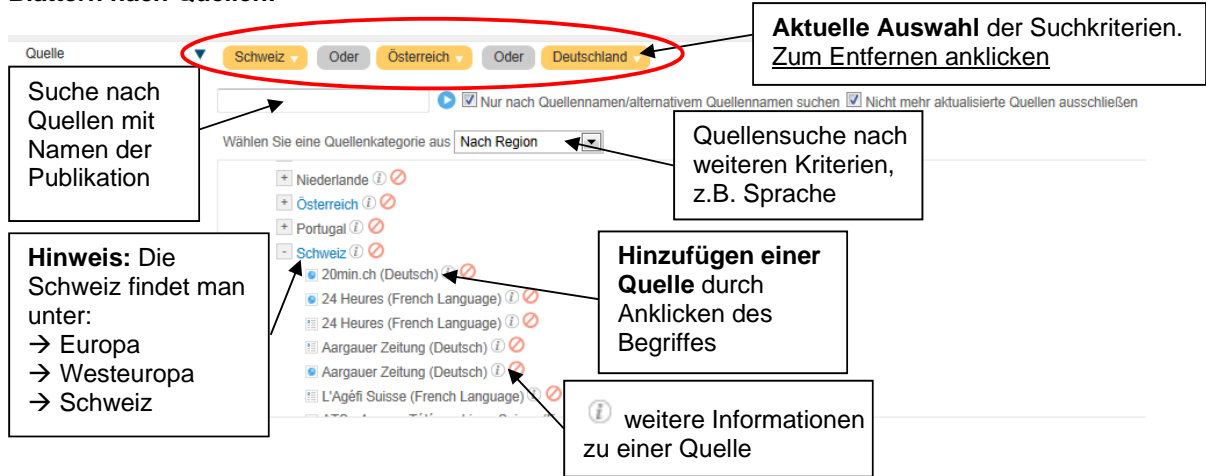 Blättern nach Quellen:
Aktuelle Auswahl der Suchkriterien.
Zum Entfernen anklicken
Quelle
Schweiz Oder Österreich Oder Deutschland
Suche nach
Quellen mit
Namen der
Publikation
Nur nach Quellennamen/alternativem Quellennamen suchen Nicht mehr aktualisierte Quellen ausschließen
Wählen Sie eine Quellenkategorie aus Nach Region
Quellensuche nach
weiteren Kriterien,
z.B. Sprache
+ Niederlande i
+ Österreich i
+ Portugal i
- Schweiz i
20min.ch (Deutsch) i
24 Heures (French Language) i
24 Heures (French Language) i
Aargauer Zeitung (Deutsch) i
Aargauer Zeitung (Deutsch) i
L'Agéfi Suisse (French Language) i
Hinweis: Die
Schweiz findet man
unter:
→ Europa
→ Westeuropa
→ Schweiz
Hinzufügen einer
Quelle durch
Anklicken des
Begriffes
i weitere Informationen
zu einer Quelle